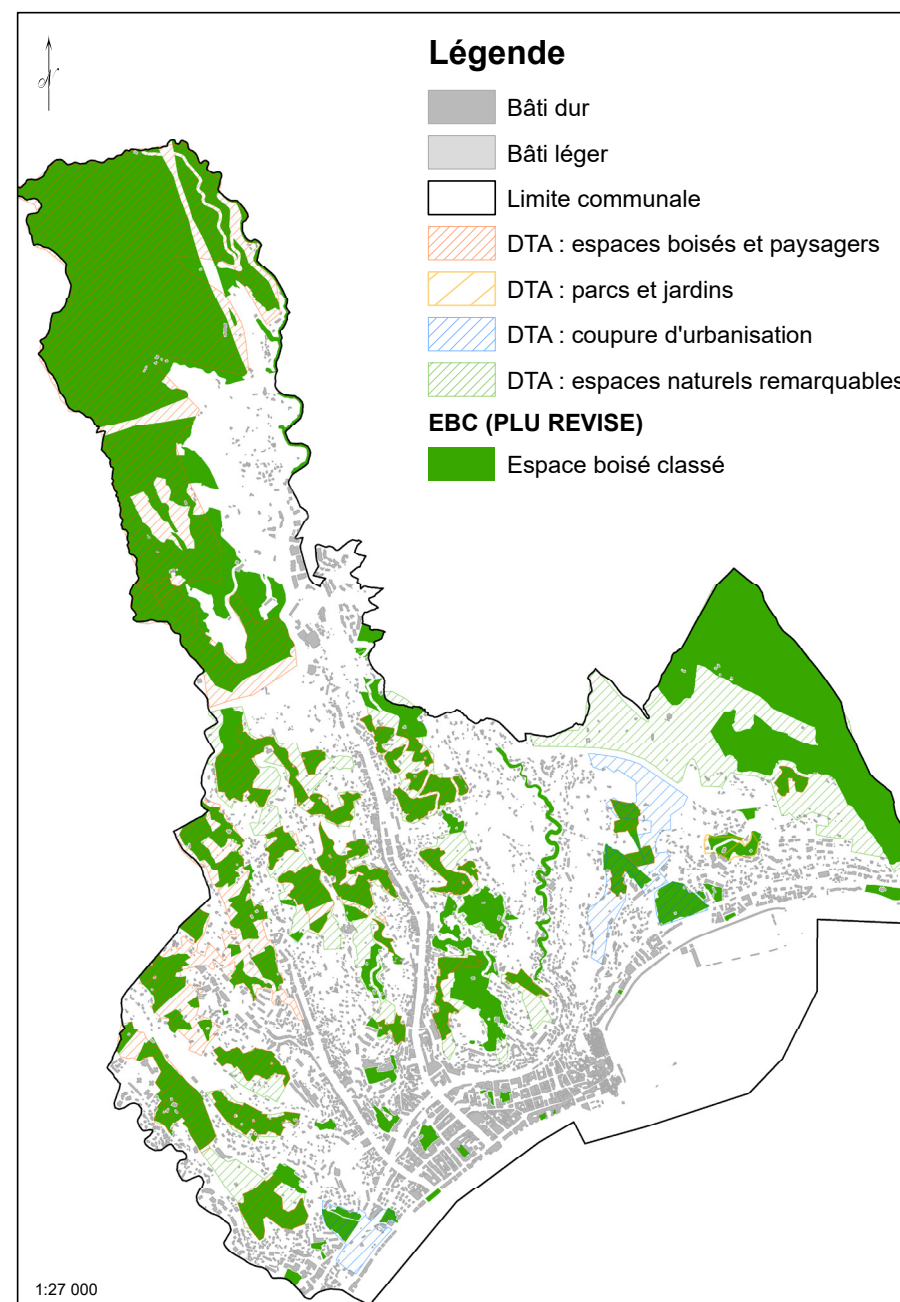 Légende
Bâti dur
Bâti léger
Limite communale
DTA : espaces boisés et paysagers
DTA : parcs et jardins
DTA : coupure d'urbanisation
DTA : espaces naturels remarquables
EBC (PLU REVISE)
Espace boisé classé
1:27 000